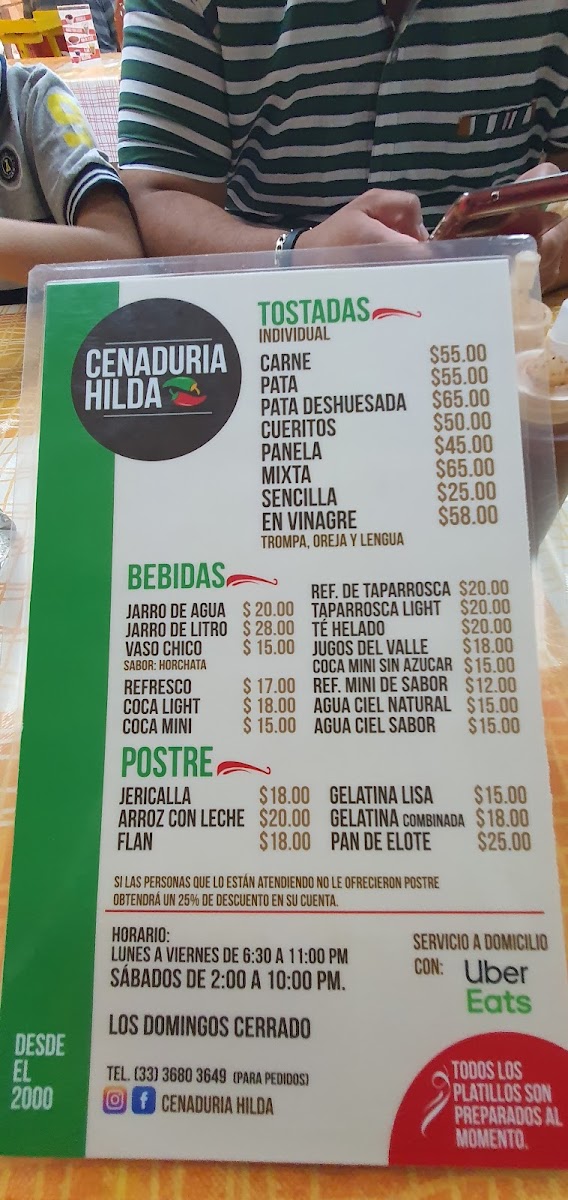 CENADURIA
HILDA
TOSTADAS
INDIVIDUAL
CARNE $55.00
PATA $55.00
PATA DESHUESADA $65.00
CUERITOS $50.00
PANELA $45.00
MIXTA $65.00
SENCILLA $25.00
EN VINAGRE $58.00
TROMPA, OREJA Y LENGUA
BEBIDAS
JARRO DE AGUA $ 20.00
JARRO DE LITRO $ 28.00
VASO CHICO $ 15.00
SABOR: HORCHATA
REFRESCO $ 17.00
COCA LIGHT $ 18.00
COCA MINI $ 15.00
REF. DE TAPARROSCA $20.00
TAPARROSCA LIGHT $20.00
TÉ HELADO $20.00
JUGOS DEL VALLE $18.00
COCA MINI SIN AZUCAR $15.00
REF. MINI DE SABOR $12.00
AGUA CIEL NATURAL $15.00
AGUA CIEL SABOR $15.00
POSTRE
JERICALLA $18.00
ARROZ CON LECHE $20.00
FLAN $18.00
GELATINA LISA $15.00
GELATINA COMBINADA $18.00
PAN DE ELOTE $25.00
SI LAS PERSONAS QUE LO ESTÁN ATENDIENDO NO LE OFRECIERON POSTRE
OBTENDRÁ UN 25% DE DESCUENTO EN SU CUENTA.
HORARIO:
LUNES A VIERNES DE 6:30 A 11:00 PM
SÁBADOS DE 2:00 A 10:00 PM.
LOS DOMINGOS CERRADO
SERVICIO A DOMICILIO
CON: Uber
Eats
TEL. (33) 3680 3649 (PARA PEDIDOS)
CENADURIA HILDA
DESDE
EL
2000
TODOS LOS
PLATILLOS SON
PREPARADOS AL
MOMENTO.